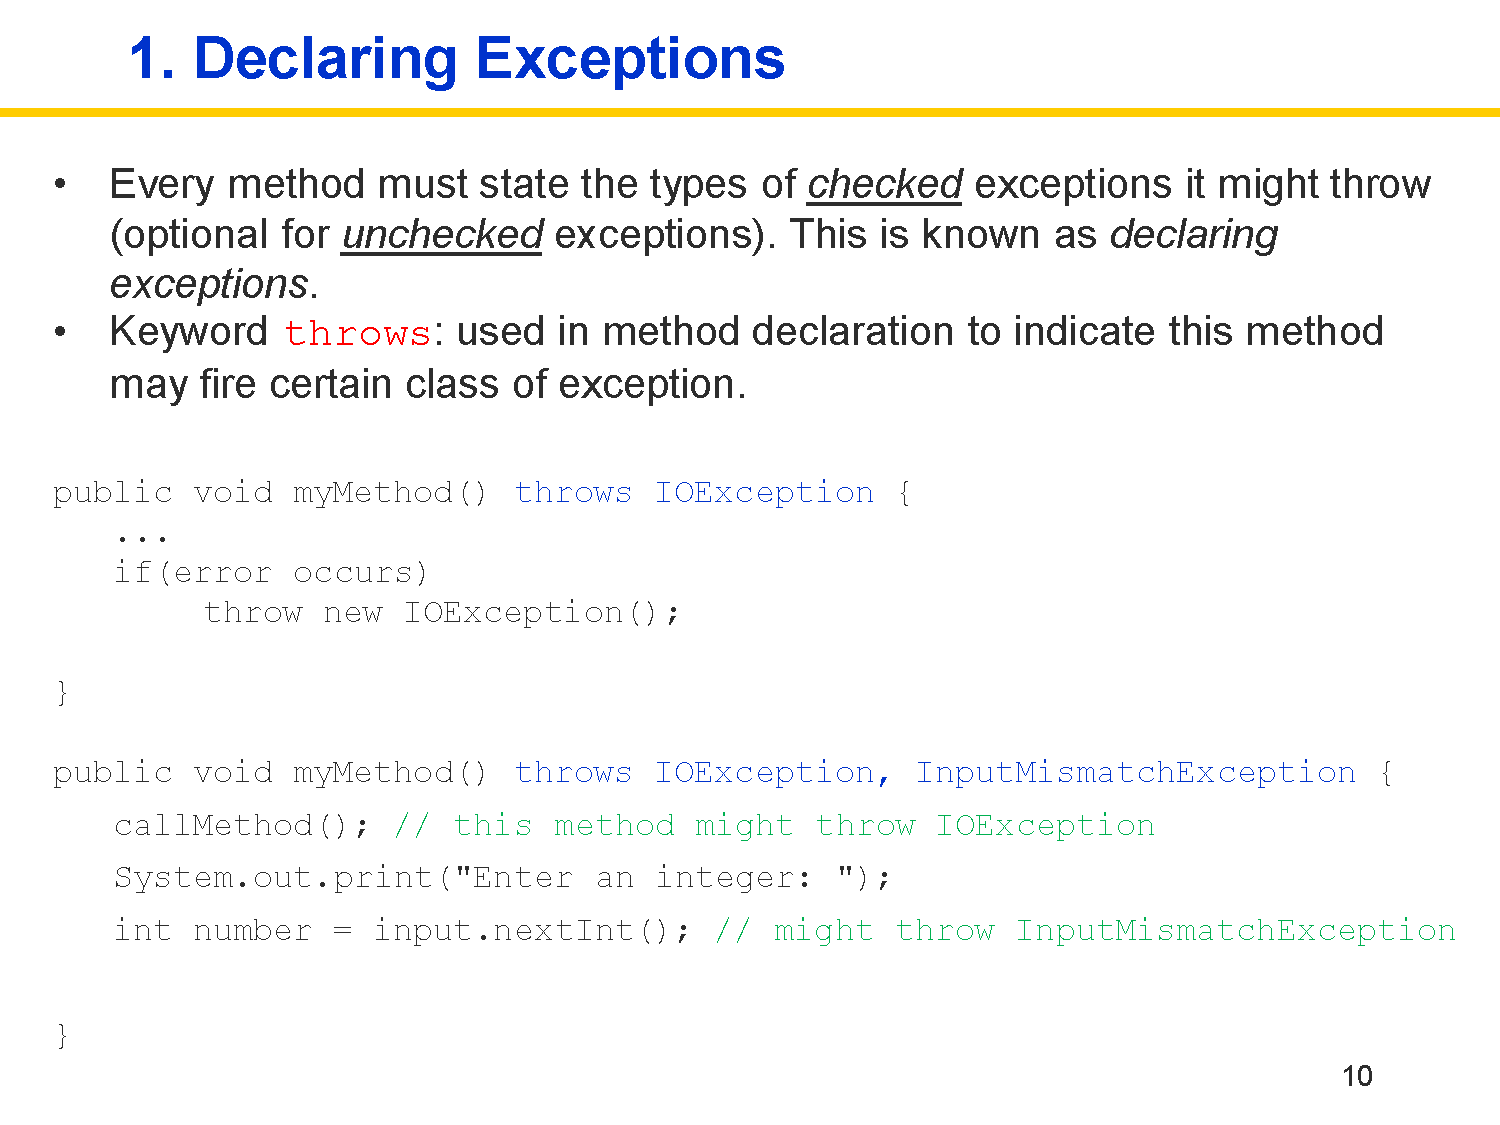 1. Declaring Exceptions
• Every method must state the types of checked exceptions it might throw
(optional for unchecked exceptions). This is known as declaring
exceptions.
• Keyword throws: used in method declaration to indicate this method
may fire certain class of exception.
public void myMethod() throws IOException {
...
if(error occurs)
throw new IOException();
}
public void myMethod() throws IOException, InputMismatchException {
callMethod(); // this method might throw IOException
System.out.print("Enter an integer: ");
int number = input.nextInt(); // might throw InputMismatchException
}
10